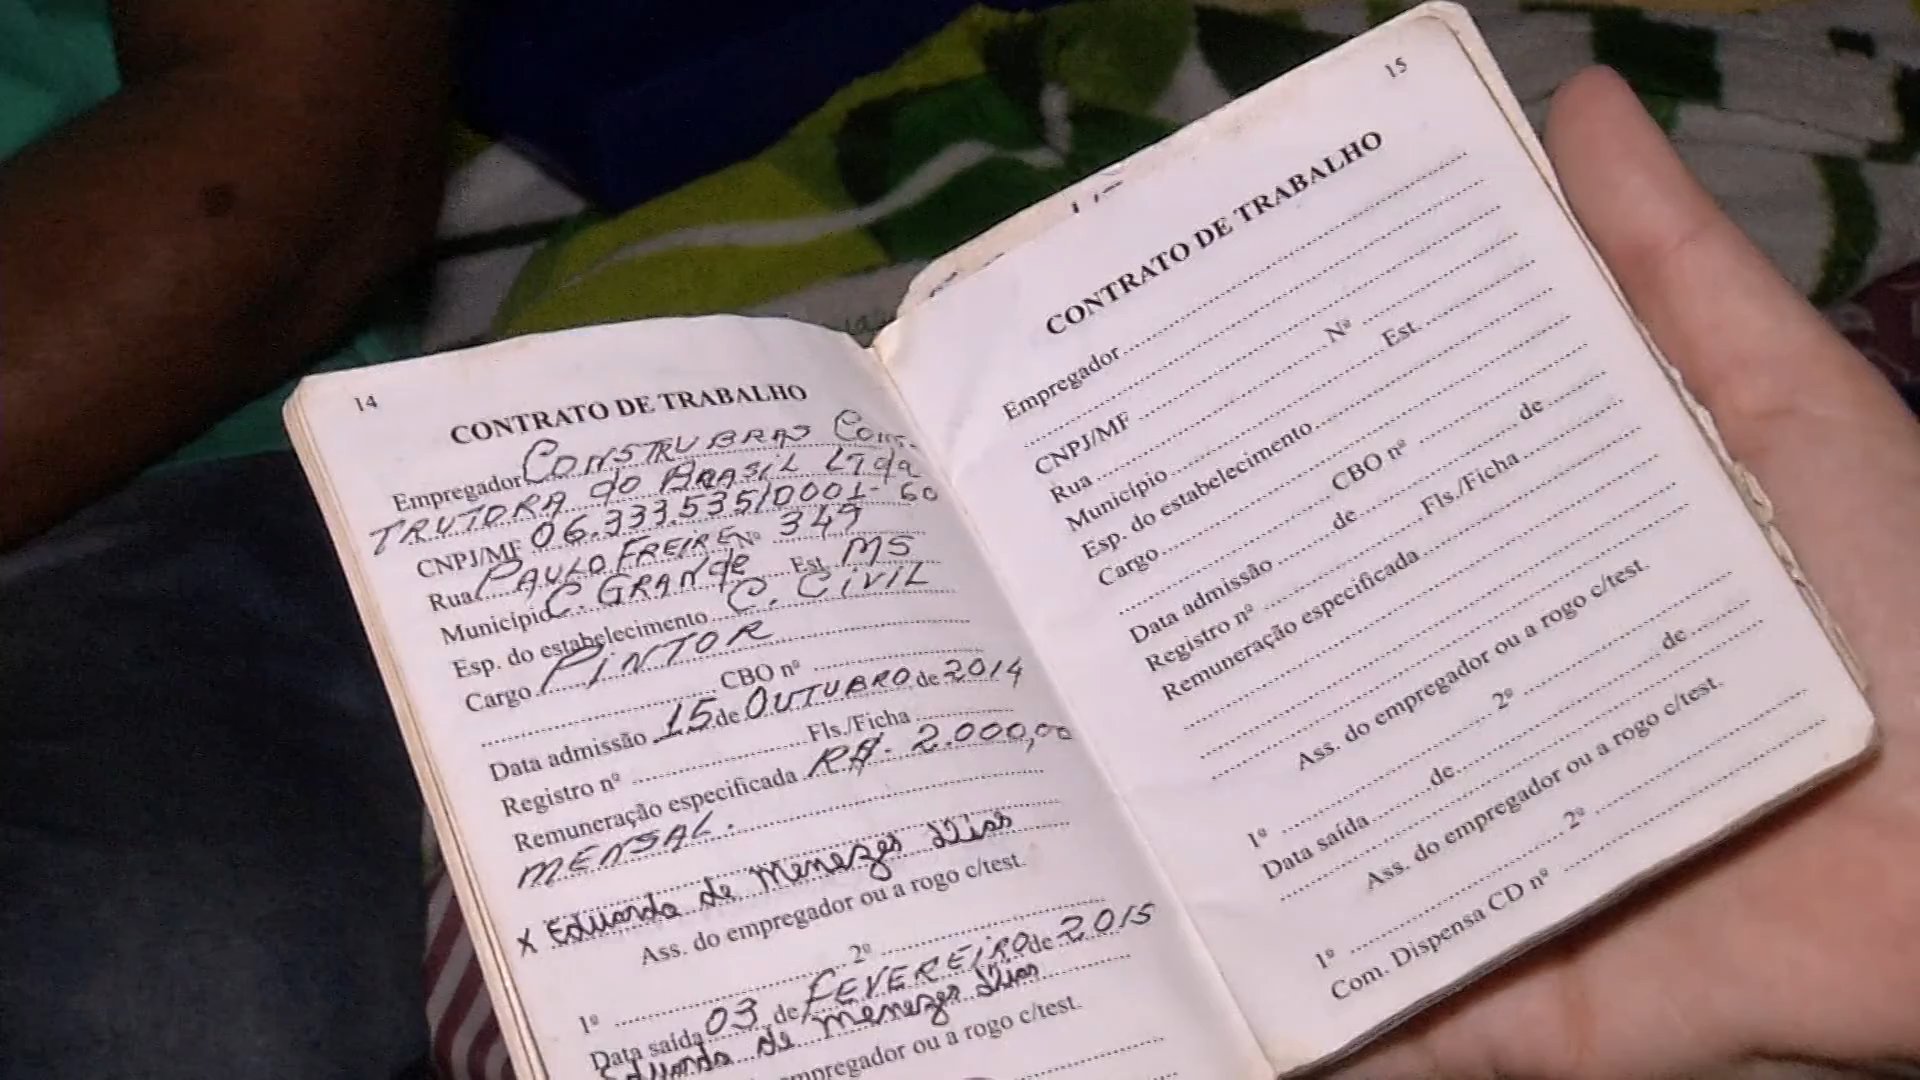 14
CONTRATO DE TRABALHO
Empregador CONSTRUBRAS Cons.
TRUTORA do BRASIL LTda
CNPJ/MF 06.333.535/0001-60
Rua PAULO FREIRE Nº 349
Município C. GRANde Est. MS
Esp. do estabelecimento C. CiViL
Cargo PINTOR
CBO nº
Data admissão 15 de OUTUBRO de 2014
Registro nº Fls./Ficha
Remuneração especificada R$. 2.000,00
MENSAL.
X Eduardo de Menezes Dias
Ass. do empregador ou a rogo c/test.
1º 2º
Data saída 03 de FEVEREIRO de 2015
Eduardo de Menezes Dias
empregador ou a rogo c/test.
15
CONTRATO DE TRABALHO
Empregador
CNPJ/MF
Rua Nº
Município Est.
Esp. do estabelecimento
Cargo
CBO nº
Data admissão de de
Registro nº Fls./Ficha
Remuneração especificada
Ass. do empregador ou a rogo c/test.
1º 2º
Data saída de de
Ass. do empregador ou a rogo c/test.
1º 2º
Com. Dispensa CD nº